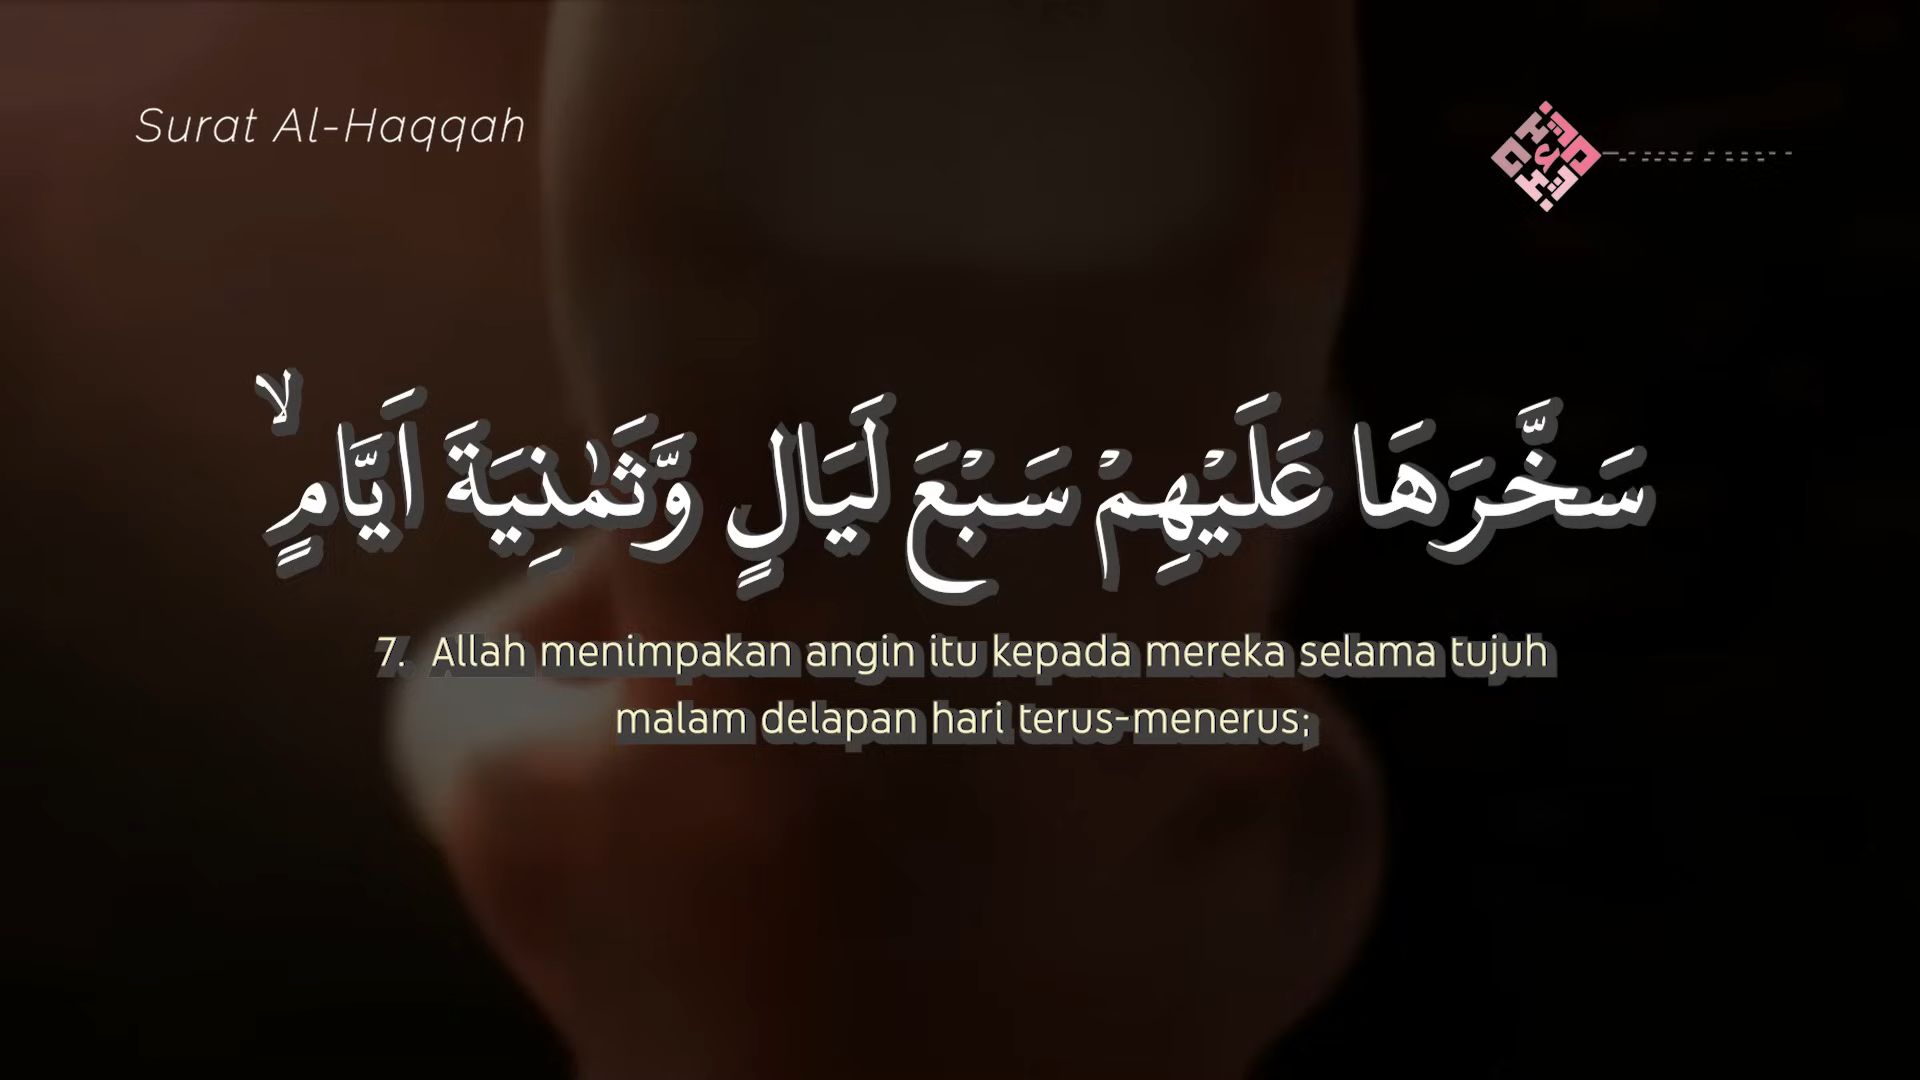 Surat Al-Haqqah
سَخَّرَهَا عَلَيْهِمْ سَبْعَ لَيَالٍ وَّثَمٰنِيَةَ اَيَّامٍۙ
7. Allah menimpakan angin itu kepada mereka selama tujuh
malam delapan hari terus-menerus;